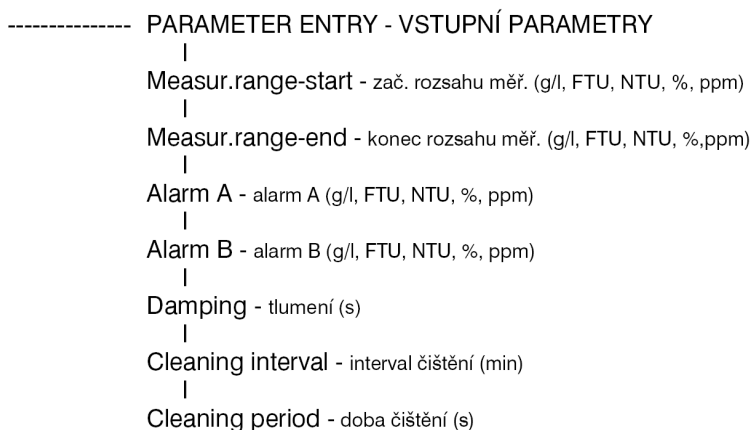 --------------- PARAMETER ENTRY - VSTUPNÍ PARAMETRY
Measur.range-start - zač. rozsahu měř. (g/l, FTU, NTU, %, ppm)
Measur.range-end - konec rozsahu měř. (g/l, FTU, NTU, %,ppm)
Alarm A - alarm A (g/l, FTU, NTU, %, ppm)
Alarm B - alarm B (g/l, FTU, NTU, %, ppm)
Damping - tlumení (s)
Cleaning interval - interval čištění (min)
Cleaning period - doba čištění (s)